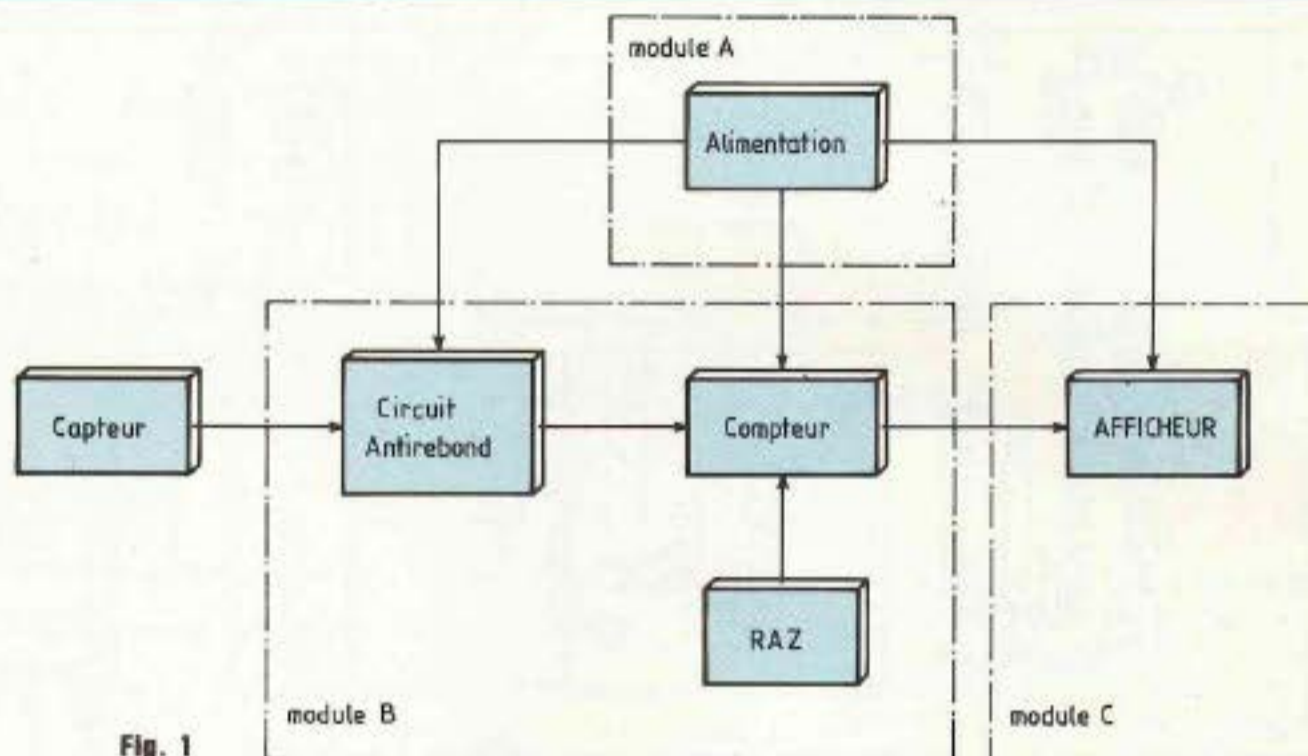 module A
Alimentation
Capteur
Circuit
Antirebond
Compteur
AFFICHEUR
RAZ
module B
module C
Fig. 1